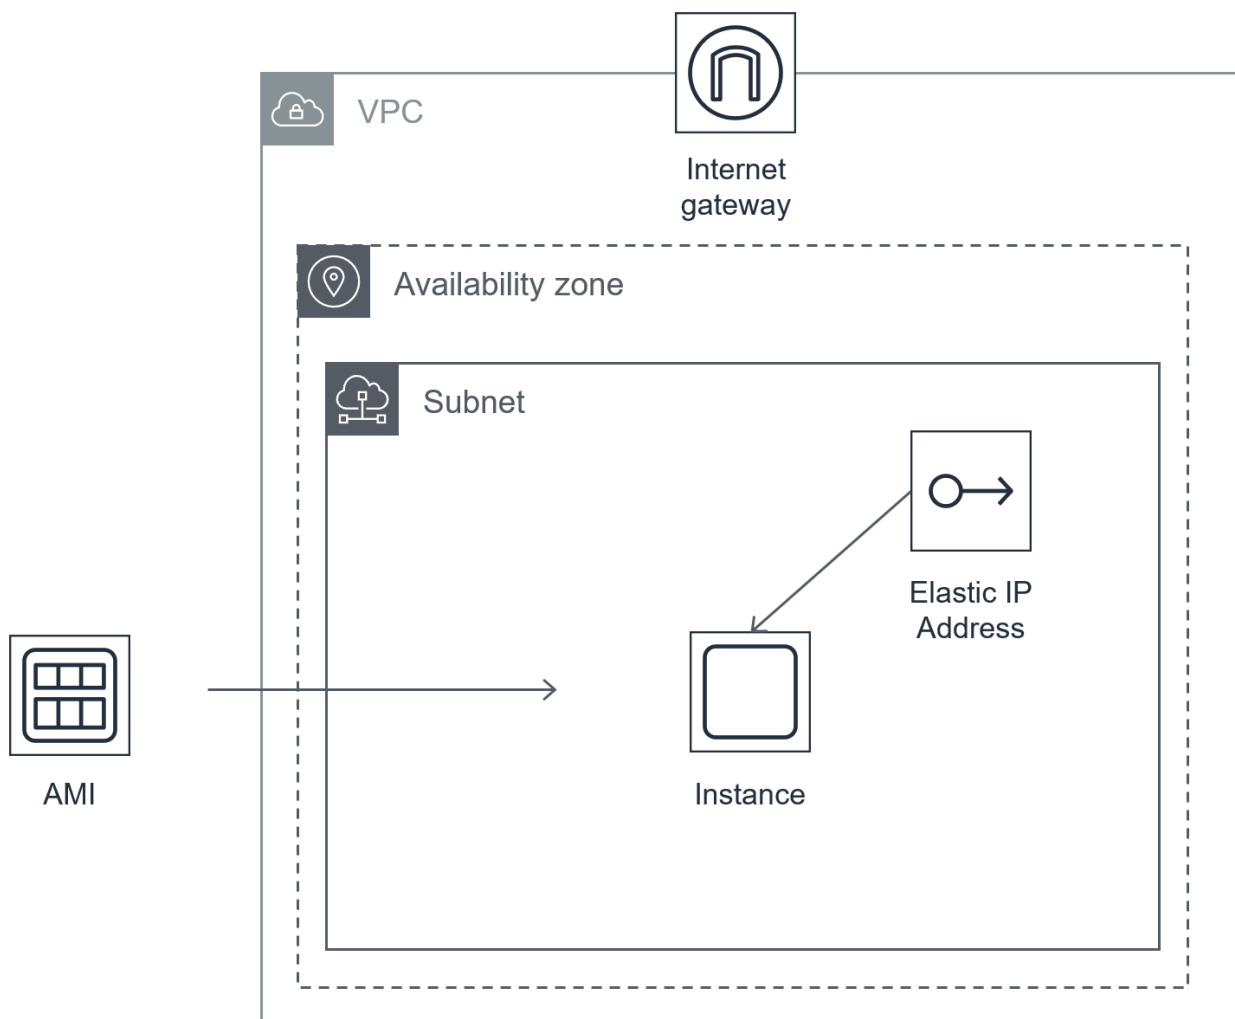 VPC
Internet
gateway
Availability zone
Subnet
Elastic IP
Address
AMI
Instance